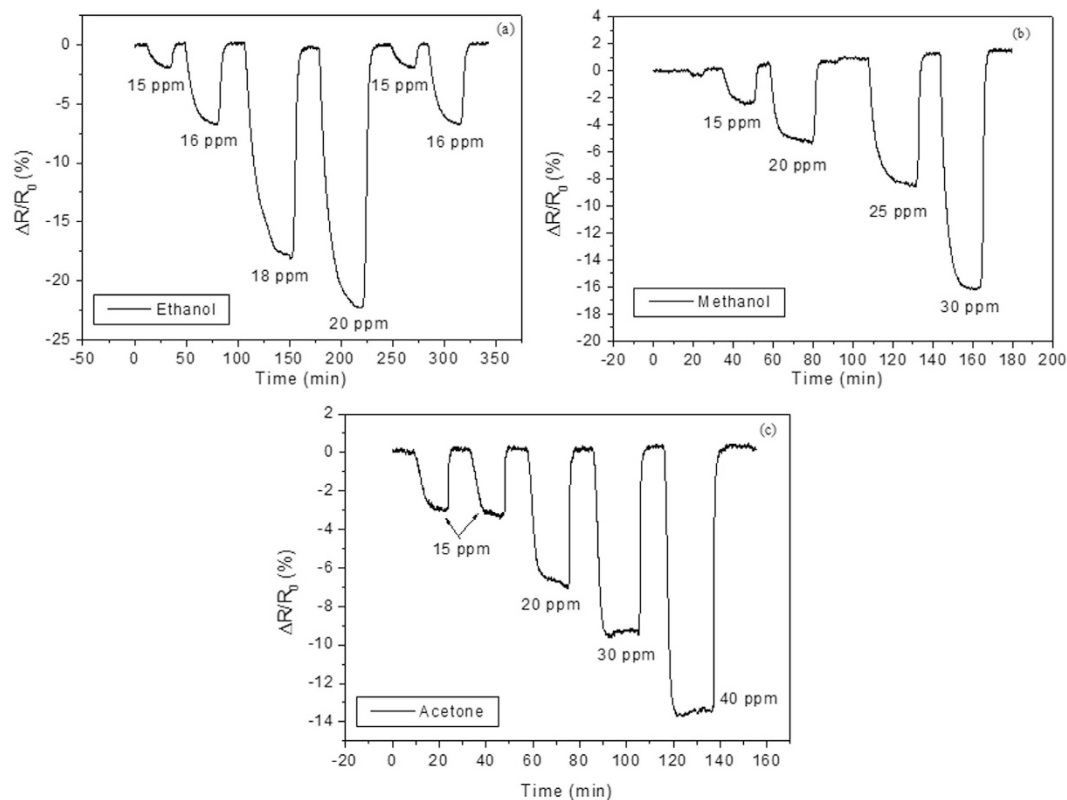 (a)
0
-5
-10
-15
-20
-25
ΔR/R0 (%)
15 ppm
16 ppm
18 ppm
20 ppm
15 ppm
16 ppm
Ethanol
-50 0 50 100 150 200 250 300 350
Time (min)
(b)
4
2
0
-2
-4
-6
-8
-10
-12
-14
-16
-18
-20
ΔR/R0 (%)
15 ppm
20 ppm
25 ppm
30 ppm
Methanol
-20 0 20 40 60 80 100 120 140 160 180 200
Time (min)
(c)
2
0
-2
-4
-6
-8
-10
-12
-14
ΔR/R0 (%)
15 ppm
20 ppm
30 ppm
40 ppm
Acetone
-20 0 20 40 60 80 100 120 140 160
Time (min)